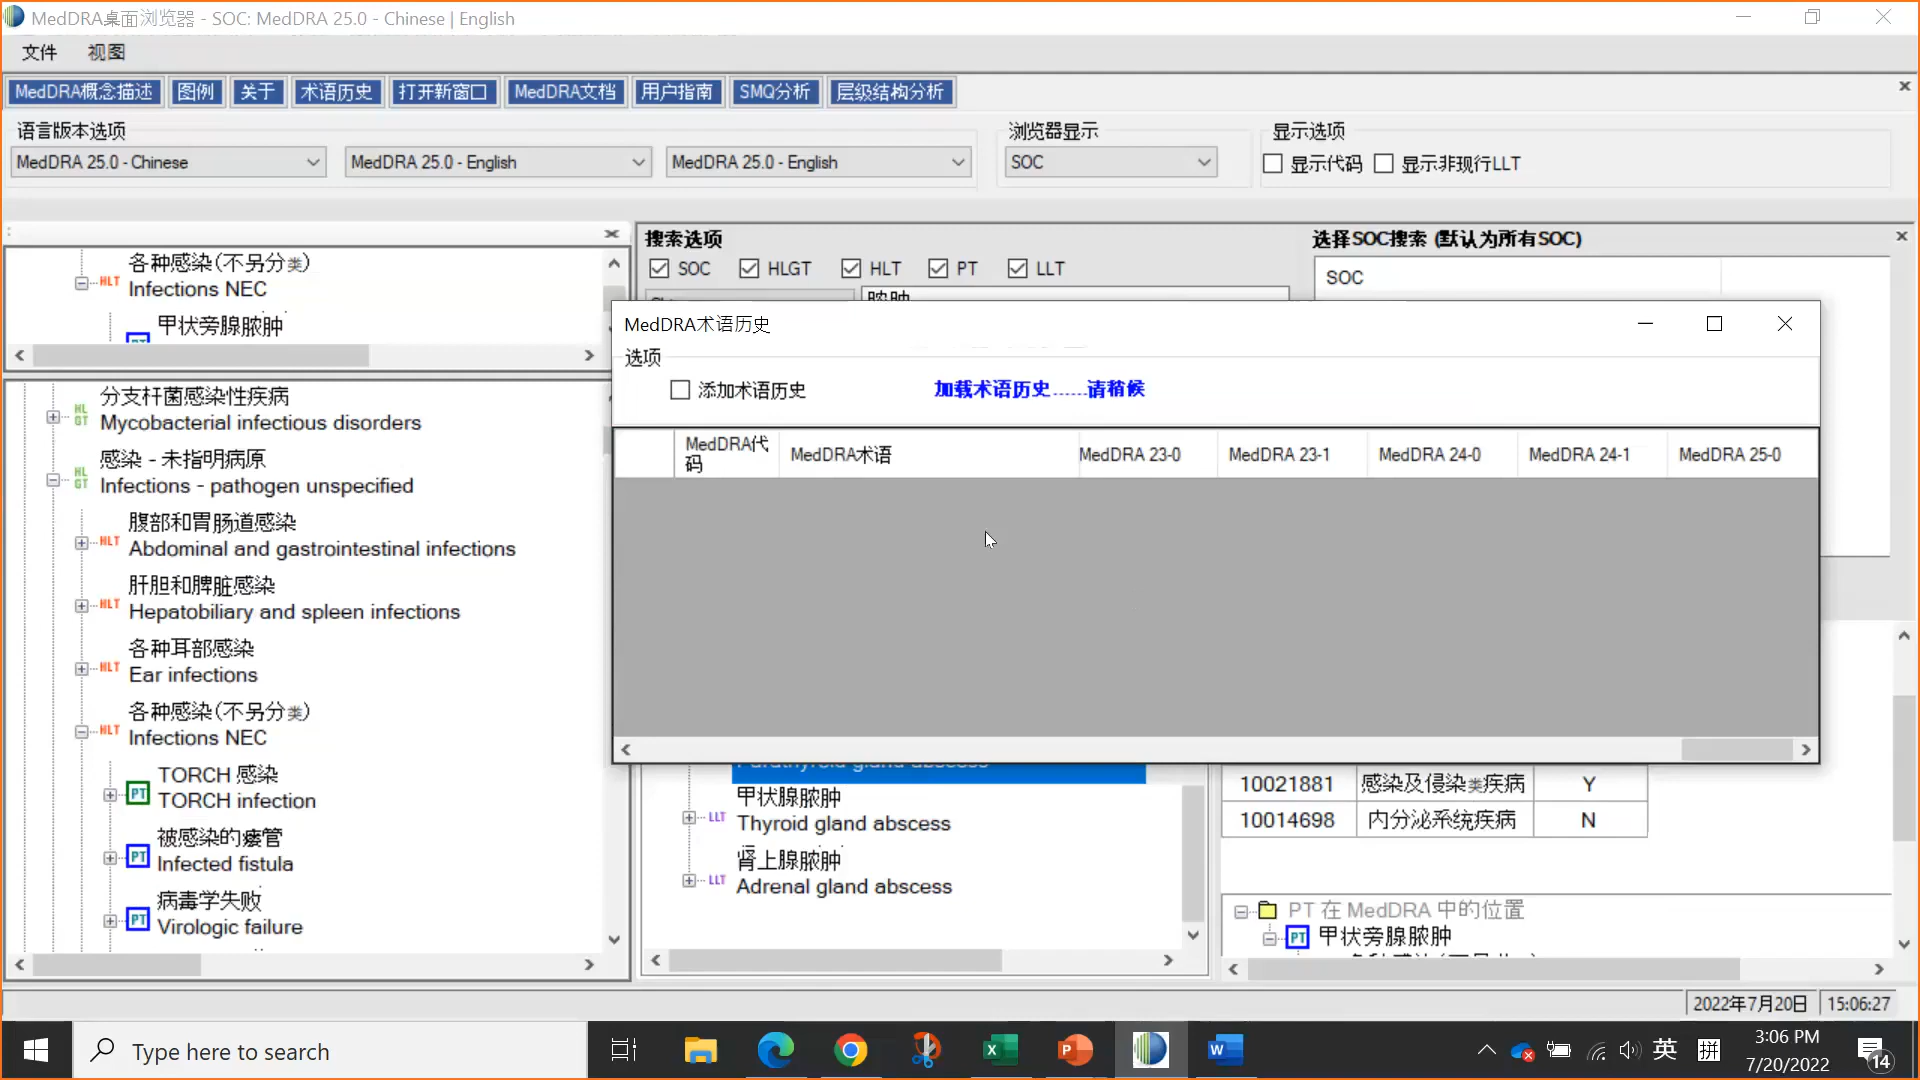 MedDRA桌面浏览器 - SOC: MedDRA 25.0 - Chinese | English
文件 视图
MedDRA概念描述 图例 关于 术语历史 打开新窗口 MedDRA文档 用户指南 SMQ分析 层级结构分析
语言版本选项 浏览器显示 显示选项
MedDRA 25.0 - Chinese MedDRA 25.0 - English MedDRA 25.0 - English SOC 显示代码 显示非现行LLT
各种感染(不另分类)
HLT
Infections NEC
甲状旁腺脓肿
分支杆菌感染性疾病
HL GT
Mycobacterial infectious disorders
感染 - 未指明病原
HL GT
Infections - pathogen unspecified
腹部和胃肠道感染
HLT
Abdominal and gastrointestinal infections
肝胆和脾脏感染
HLT
Hepatobiliary and spleen infections
各种耳部感染
HLT
Ear infections
各种感染(不另分类)
HLT
Infections NEC
TORCH 感染
PT
TORCH infection
被感染的瘘管
PT
Infected fistula
病毒学失败
PT
Virologic failure
搜索选项
SOC HLGT HLT PT LLT
脓肿
选择SOC搜索 (默认为所有SOC)
SOC
MedDRA术语历史
选项
添加术语历史 加载术语历史......请稍候
MedDRA代码 MedDRA术语 MedDRA 23-0 MedDRA 23-1 MedDRA 24-0 MedDRA 24-1 MedDRA 25-0
Parathyroid gland abscess
甲状腺脓肿
LLT
Thyroid gland abscess
肾上腺脓肿
LLT
Adrenal gland abscess
10021881 感染及侵染类疾病 Y
10014698 内分泌系统疾病 N
PT 在 MedDRA 中的位置
PT 甲状旁腺脓肿
2022年7月20日 15:06:27
Type here to search
英 拼
3:06 PM
7/20/2022
14